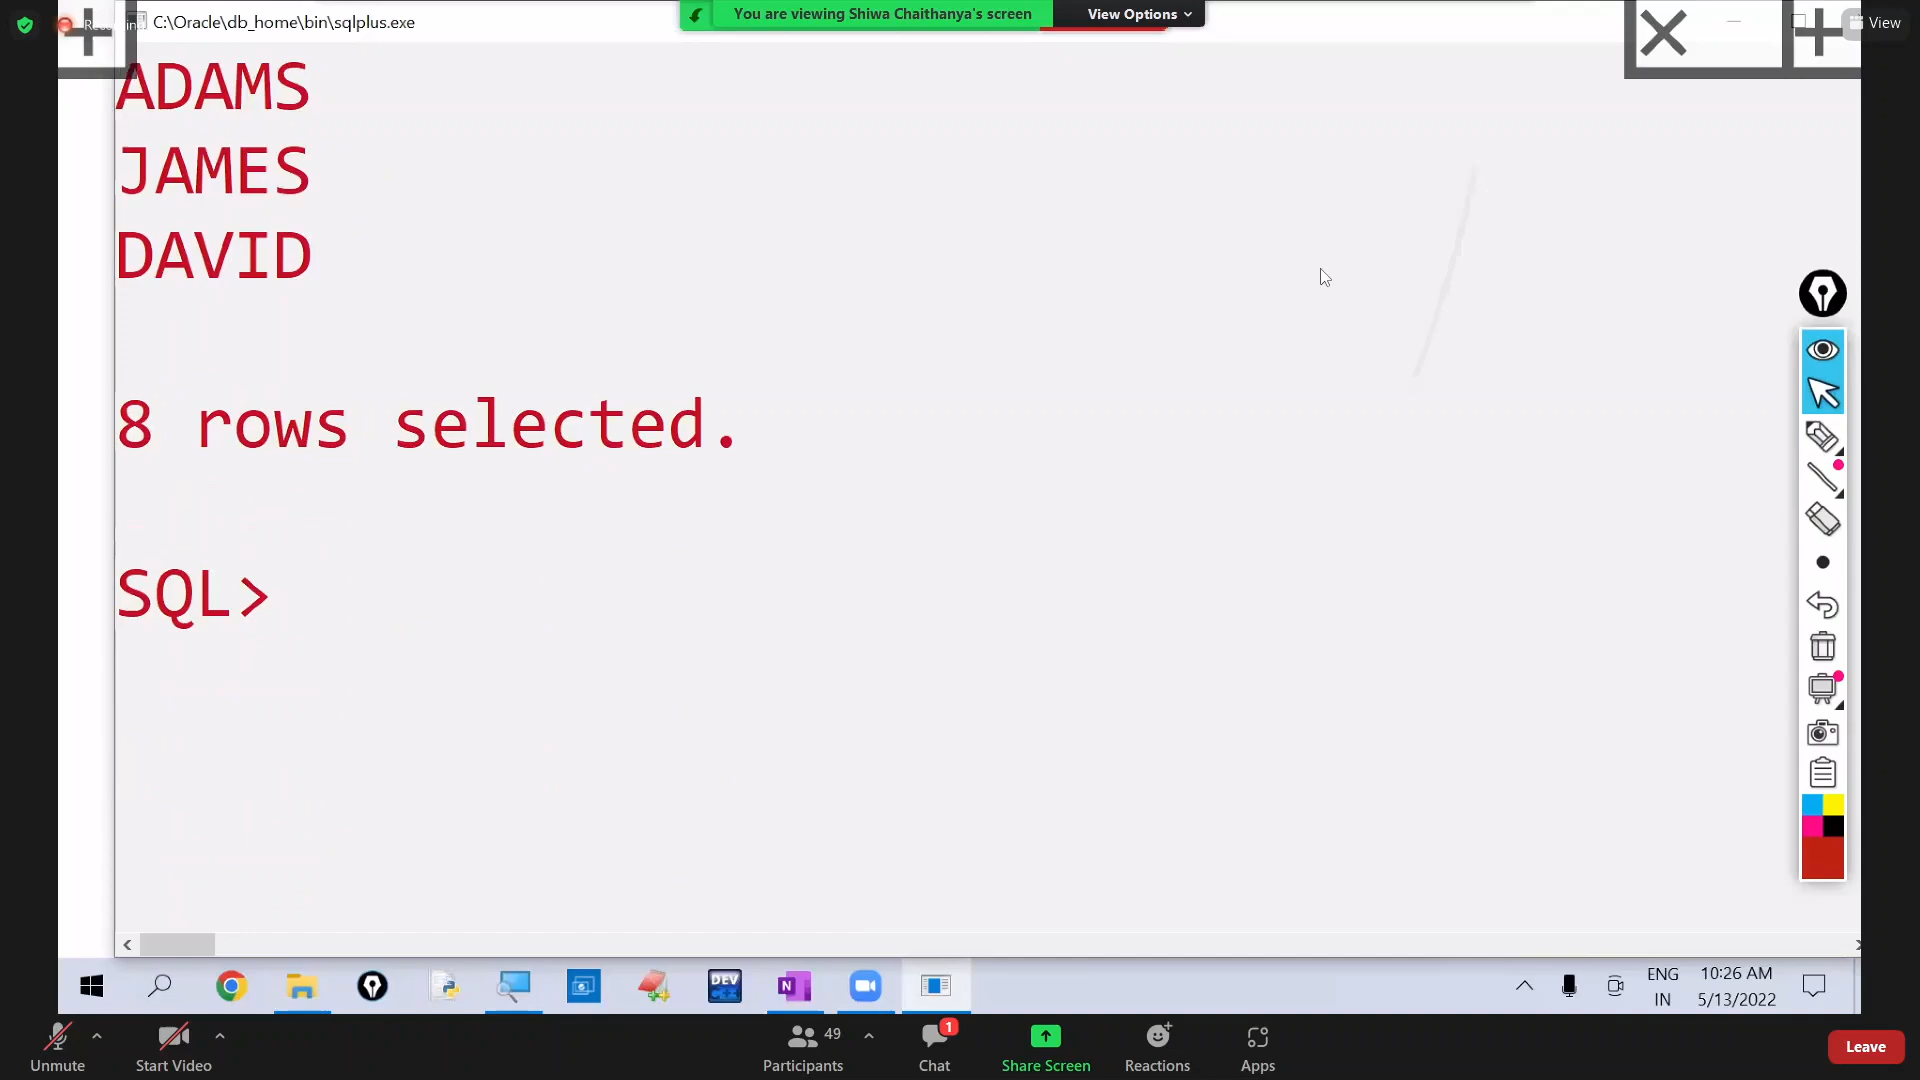 C:\Oracle\db_home\bin\sqlplus.exe
You are viewing Shiwa Chaithanya's screen
View Options
View
ADAMS
JAMES
DAVID
8 rows selected.
SQL>
DEV
N
ENG
IN
10:26 AM
5/13/2022
Unmute
Start Video
49
Participants
1
Chat
Share Screen
Reactions
Apps
Leave